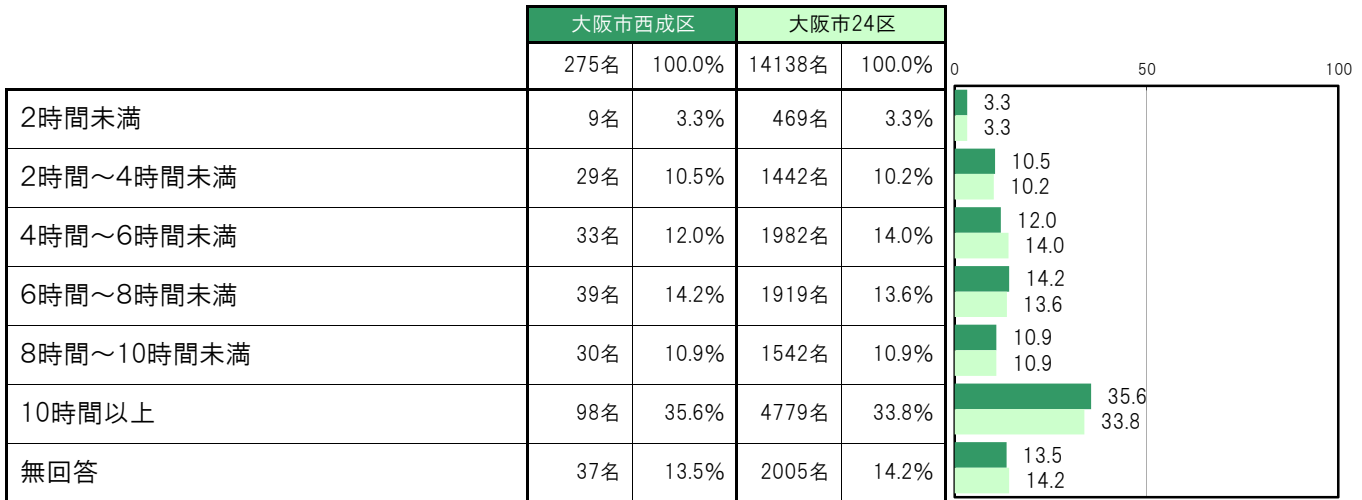 大阪市西成区 大阪市24区
275名 100.0% 14138名 100.0%
0 50 100
2時間未満 9名 3.3% 469名 3.3% 3.3
3.3
2時間～4時間未満 29名 10.5% 1442名 10.2% 10.5
10.2
4時間～6時間未満 33名 12.0% 1982名 14.0% 12.0
14.0
6時間～8時間未満 39名 14.2% 1919名 13.6% 14.2
13.6
8時間～10時間未満 30名 10.9% 1542名 10.9% 10.9
10.9
10時間以上 98名 35.6% 4779名 33.8% 35.6
33.8
無回答 37名 13.5% 2005名 14.2% 13.5
14.2